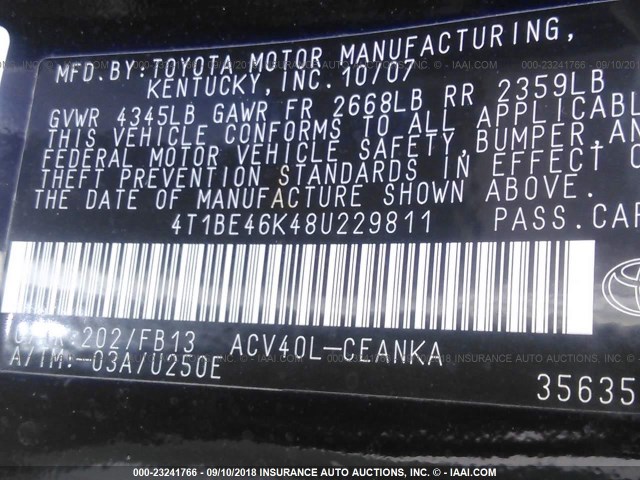 MFD.BY:TOYOTA MOTOR MANUFACTURING,
KENTUCKY, INC. 10/07
GVWR 4345LB GAWR FR 2668LB RR 2359LB
THIS VEHICLE CONFORMS TO ALL APPLICABL
FEDERAL MOTOR VEHICLE SAFETY, BUMPER, AN
THEFT PREVENTION STANDARDS IN EFFECT O
THE DATE OF MANUFACTURE SHOWN ABOVE.
4T1BE46K48U229811 PASS.CAR
C/TR:202/FB13 ACV40L-CEANKA
A/TM:-03A/U250E
35635
000-23241766 - 09/10/2018 INSURANCE AUTO AUCTIONS INC. - © - IAAI.COM